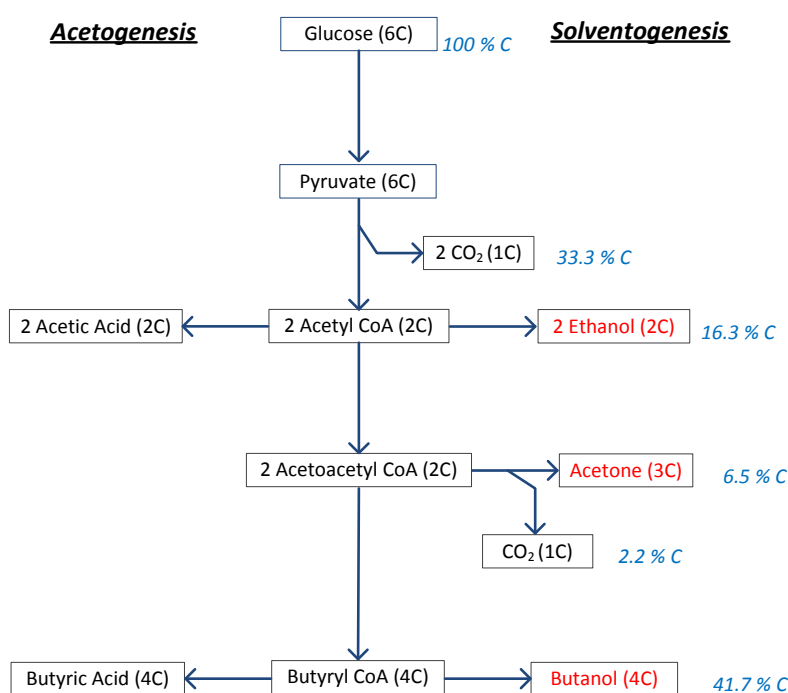 Acetogenesis
Glucose (6C)
100 % C
Solventogenesis
Pyruvate (6C)
2 CO₂ (1C)
33.3 % C
2 Acetic Acid (2C)
2 Acetyl CoA (2C)
2 Ethanol (2C)
16.3 % C
2 Acetoacetyl CoA (2C)
Acetone (3C)
6.5 % C
CO₂ (1C)
2.2 % C
Butyric Acid (4C)
Butyryl CoA (4C)
Butanol (4C)
41.7 % C